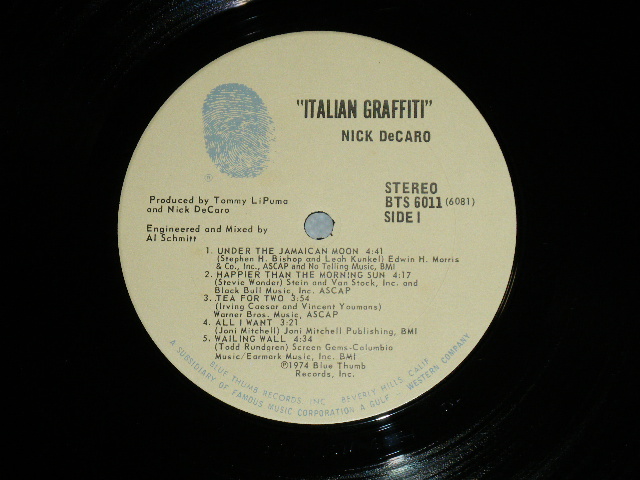 "ITALIAN GRAFFITI"
NICK DeCARO
®
Produced by Tommy LiPuma
and Nick DeCaro
Engineered and Mixed by
Al Schmitt
STEREO
BTS 6011 (6081)
SIDE I
1. UNDER THE JAMAICAN MOON 4:41
(Stephen H. Bishop and Leah Kunkel) Edwin H. Morris
& Co., Inc., ASCAP and No Telling Music, BMI
2. HAPPIER THAN THE MORNING SUN 4:17
(Stevie Wonder) Stein and Van Stock, Inc. and
Black Bull Music, Inc. ASCAP
3. TEA FOR TWO 3:54
(Irving Caesar and Vincent Youmans)
Warner Bros. Music, ASCAP
4. ALL I WANT 3:21
(Joni Mitchell) Joni Mitchell Publishing, BMI
5. WAILING WALL 4:34
(Todd Rundgren) Screen Gems-Columbia
Music/Earmark Music, Inc. BMI
℗1974 Blue Thumb
Records, Inc.
BLUE THUMB RECORDS, INC. BEVERLY HILLS, CALIF.
A SUBSIDIARY OF FAMOUS MUSIC CORPORATION A GULF + WESTERN COMPANY